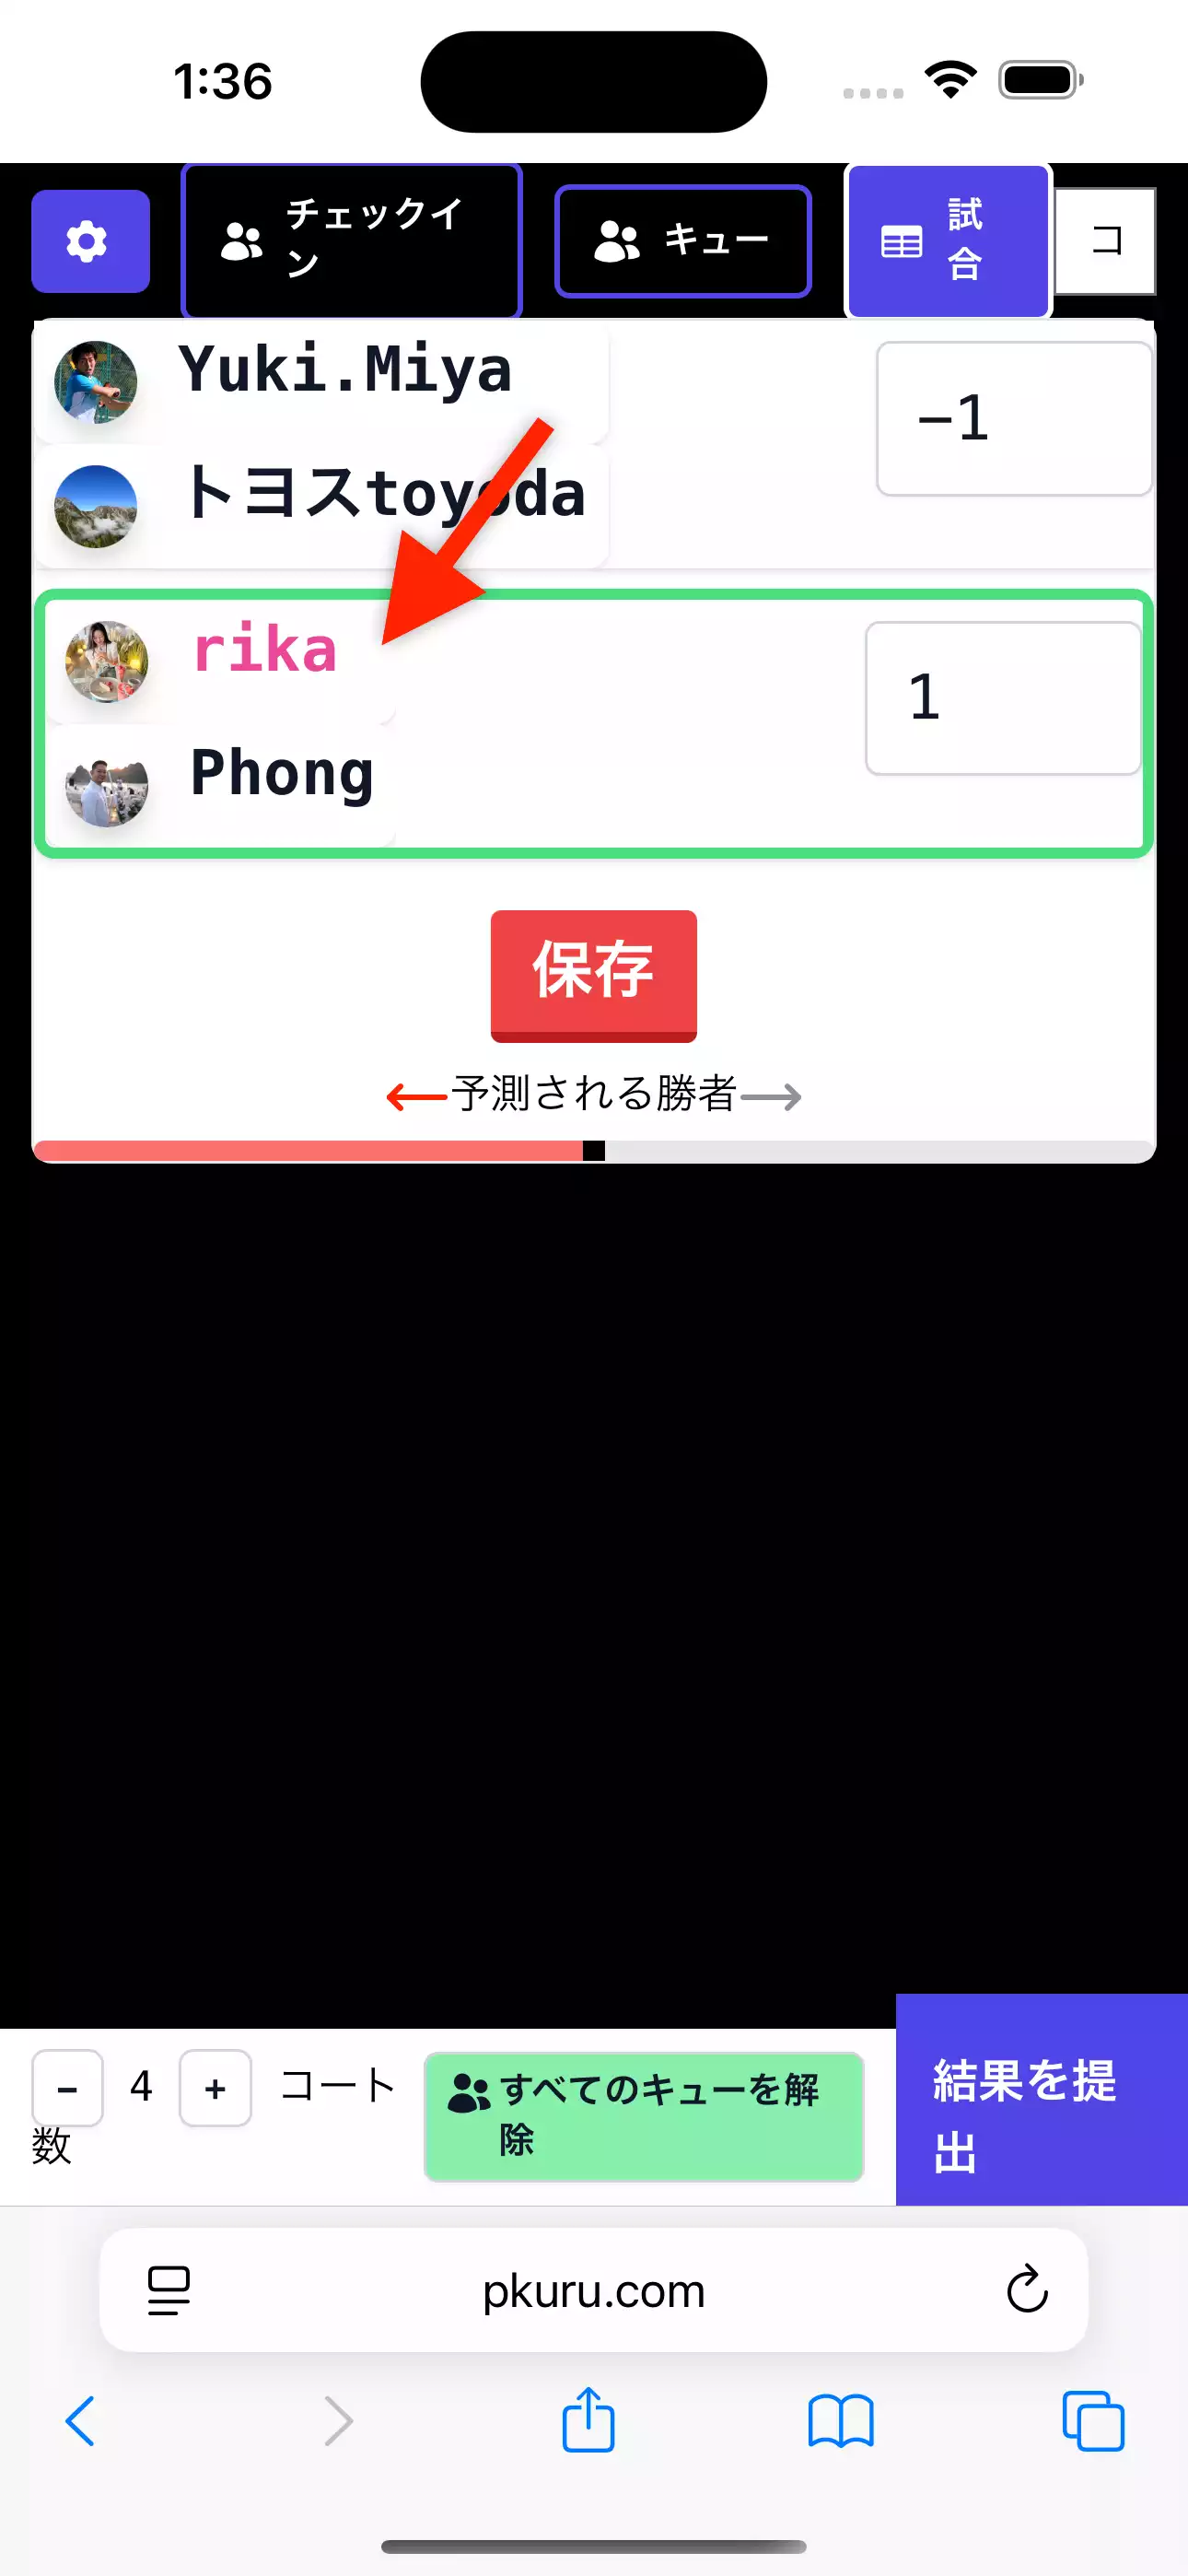 1:36
チェックイ
ン
キュー
試
合
コ
Yuki.Miya
-1
トヨスtoyoda
rika
1
Phong
保存
←予測される勝者→
- 4 + コート
数
すべてのキューを解
除
結果を提
出
pkuru.com